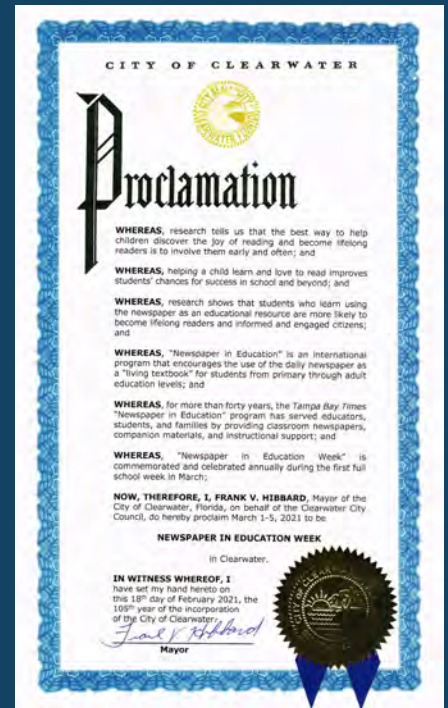 CITY OF CLEARWATER
Proclamation
WHEREAS, research tells us that the best way to help
children discover the joy of reading and become lifelong
readers is to involve them early and often; and
WHEREAS, helping a child learn and love to read improves
students' chances for success in school and beyond; and
WHEREAS, research shows that students who learn using
the newspaper as an educational resource are more likely to
become lifelong readers and informed and engaged citizens;
and
WHEREAS, "Newspaper in Education" is an international
program that encourages the use of the daily newspaper as
a "living textbook" for students from primary through adult
education levels; and
WHEREAS, for more than forty years, the Tampa Bay Times
"Newspaper in Education" program has served educators,
students, and families by providing classroom newspapers,
companion materials, and instructional support; and
WHEREAS, "Newspaper in Education Week" is
commemorated and celebrated annually during the first full
school week in March;
NOW, THEREFORE, I, FRANK V. HIBBARD, Mayor of the
City of Clearwater, Florida, on behalf of the Clearwater City
Council, do hereby proclaim March 1-5, 2021 to be
NEWSPAPER IN EDUCATION WEEK
in Clearwater.
IN WITNESS WHEREOF, I
have set my hand hereto on
this 18th day of February 2021, the
105th year of the incorporation
of the City of Clearwater.
Frank V Hibbard
Mayor
CITY OF CLEAR